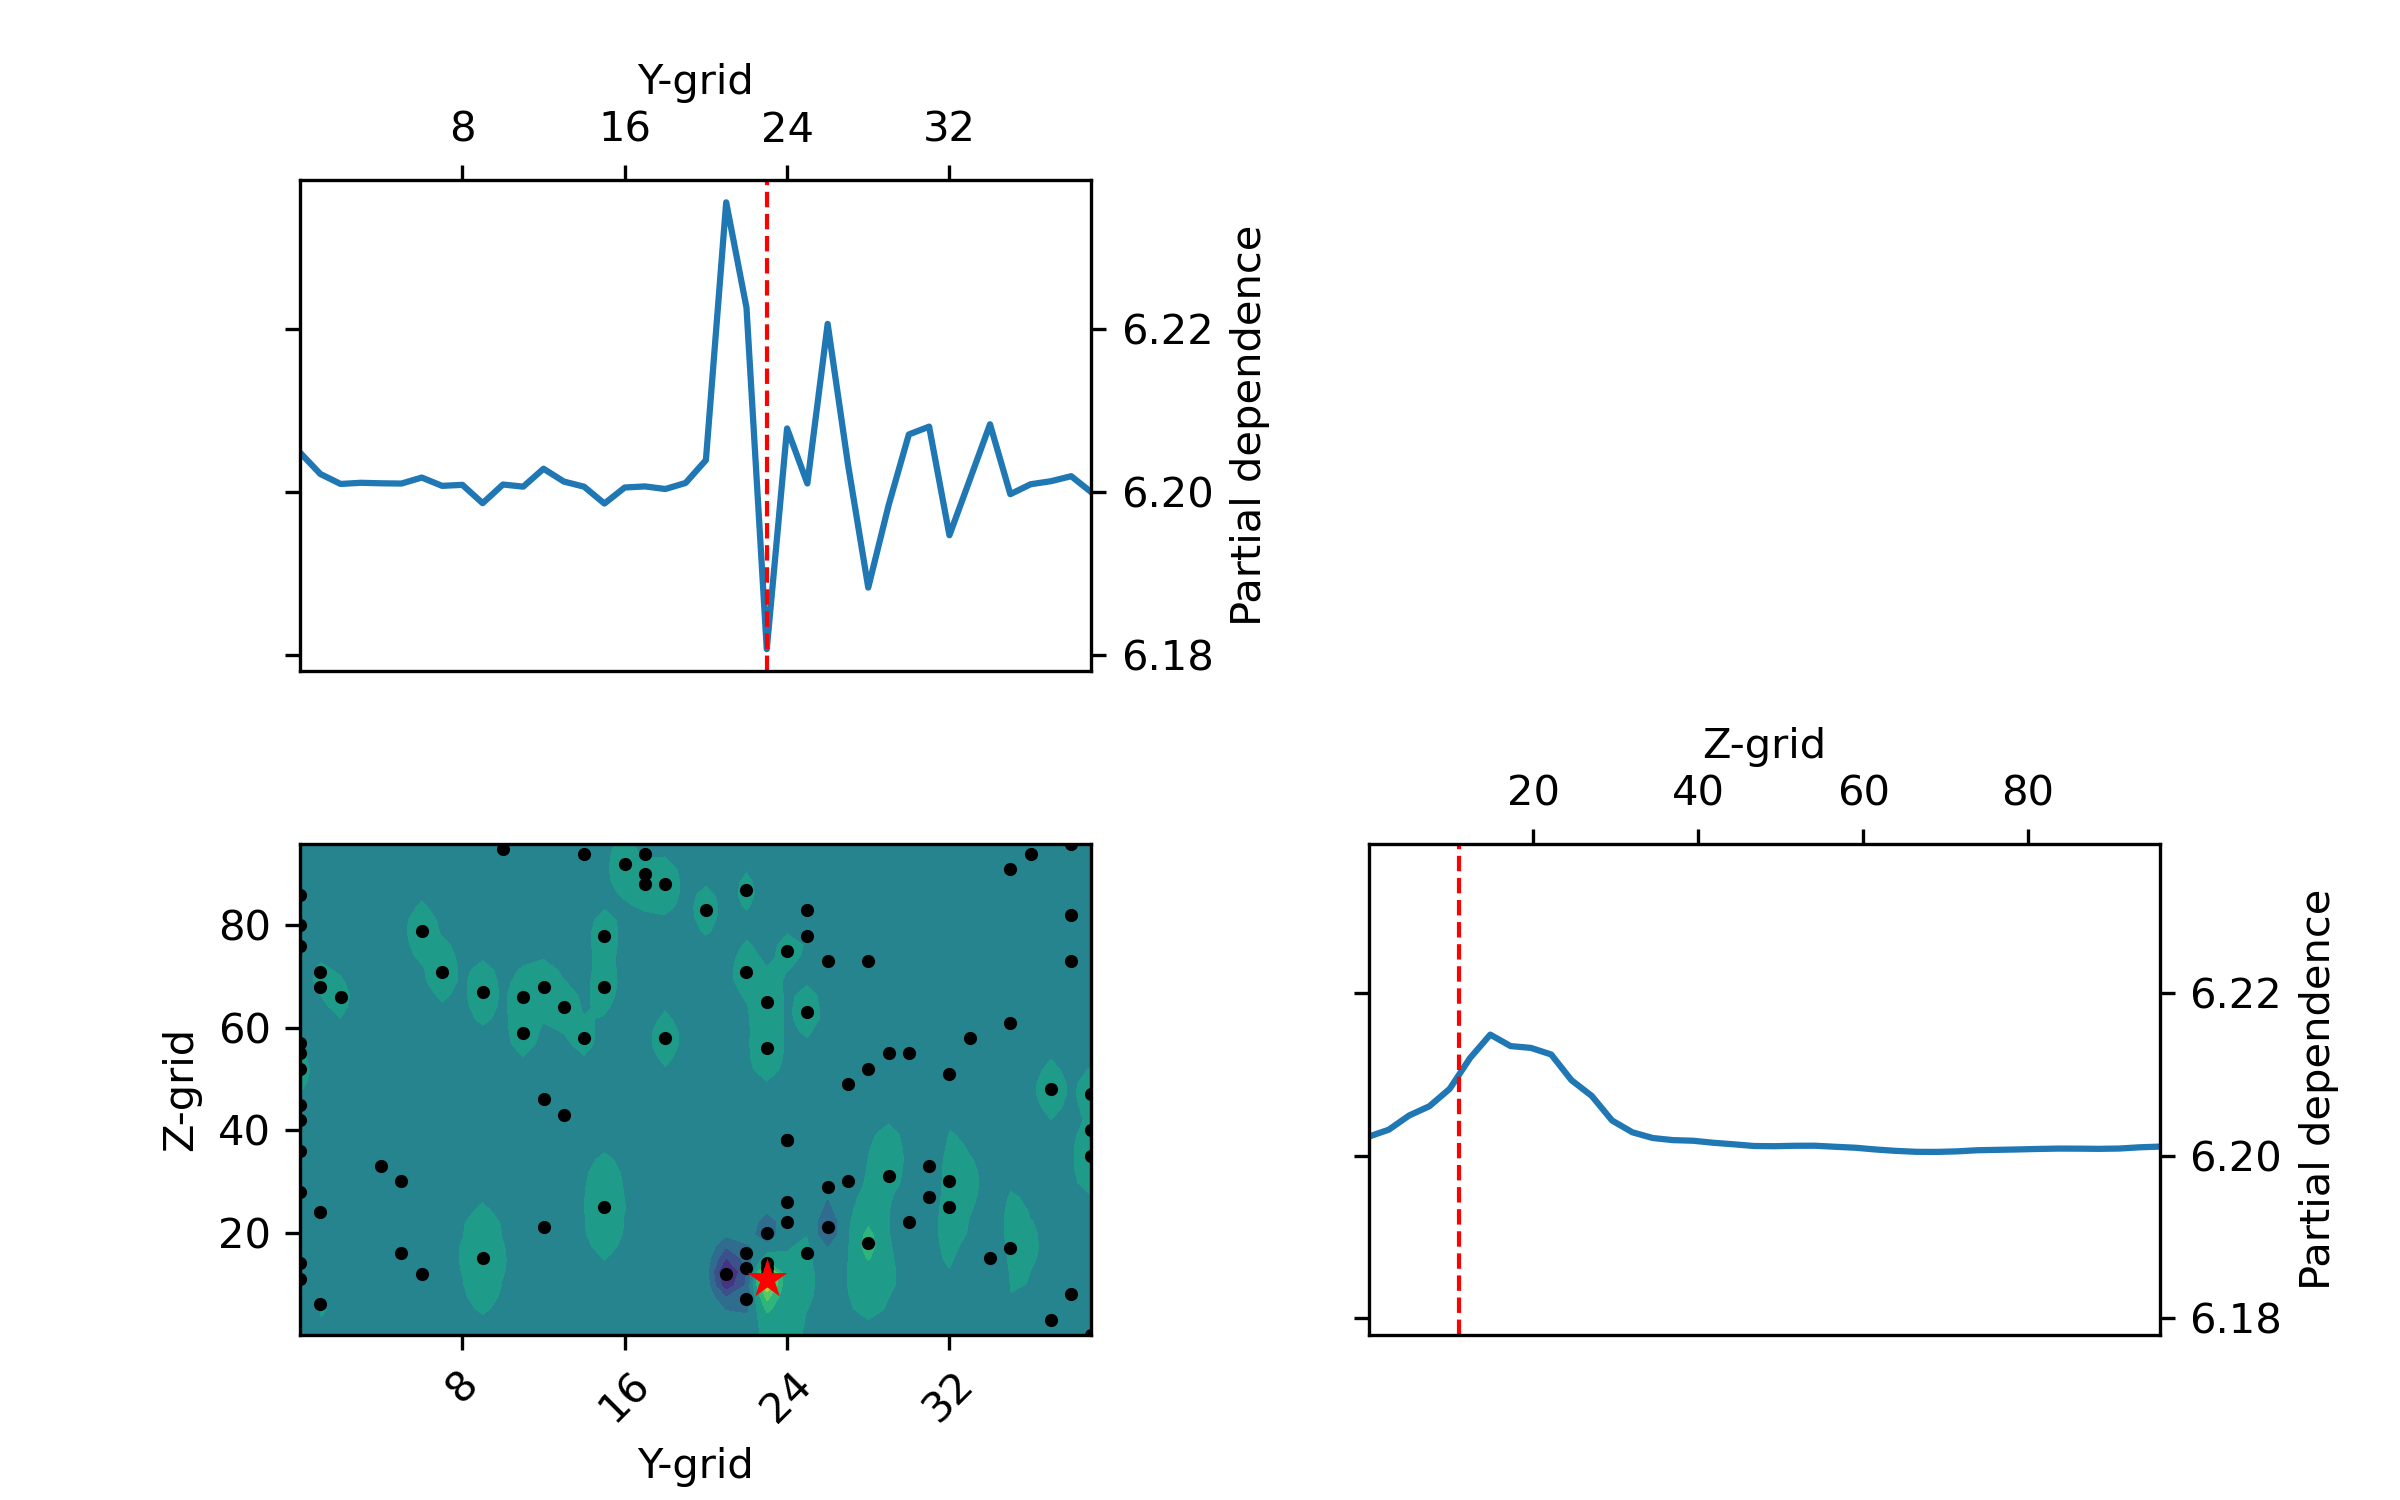 Y-grid
8 16 24 32
6.22
6.20
6.18
Partial dependence
Z-grid
20 40 60 80
80
60
40
20
Z-grid
8 16 24 32
Y-grid
6.22
6.20
6.18
Partial dependence